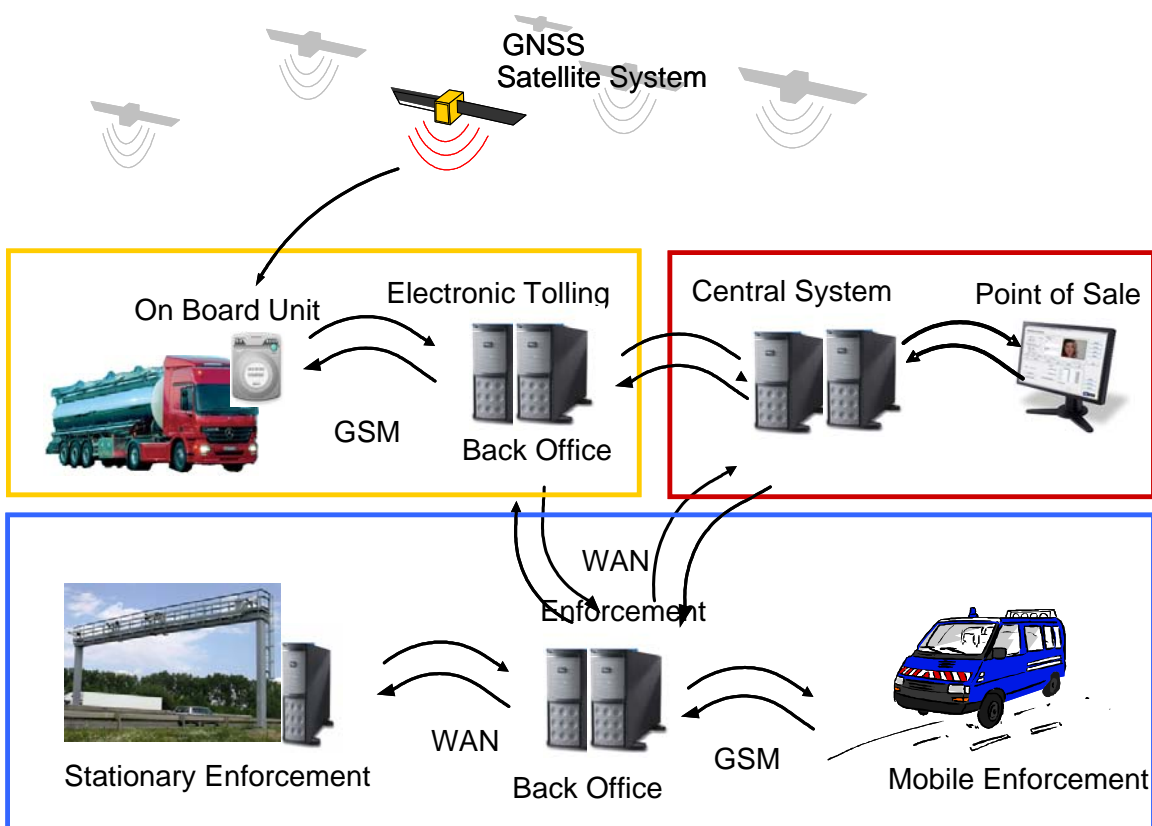 GNSS
Satellite System
On Board Unit
Electronic Tolling
Central System
Point of Sale
GSM
Back Office
WAN
Enforcement
WAN
GSM
Stationary Enforcement
Back Office
Mobile Enforcement